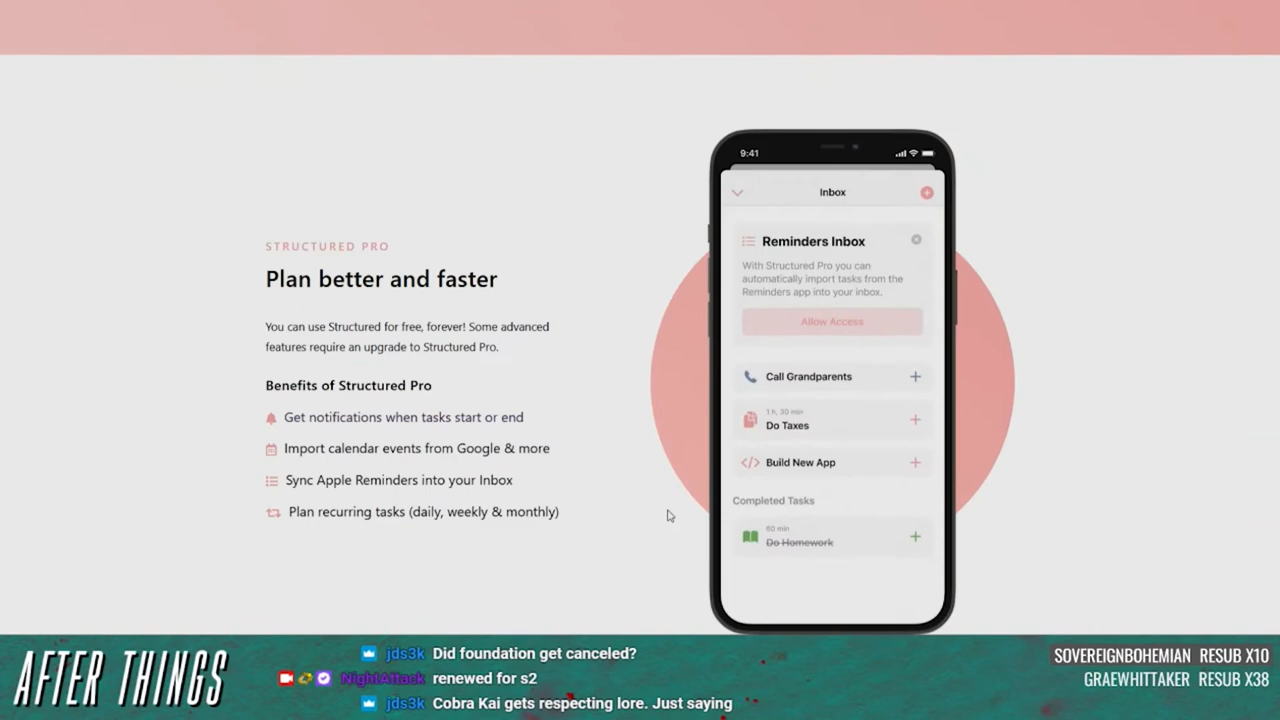 STRUCTURED PRO
Plan better and faster
You can use Structured for free, forever! Some advanced
features require an upgrade to Structured Pro.
Benefits of Structured Pro
Get notifications when tasks start or end
Import calendar events from Google & more
Sync Apple Reminders into your Inbox
Plan recurring tasks (daily, weekly & monthly)
9:41
Inbox
Reminders Inbox
With Structured Pro you can
automatically import tasks from the
Reminders app into your inbox.
Allow Access
Call Grandparents
1 h, 30 min
Do Taxes
Build New App
Completed Tasks
60 min
Do Homework
AFTER THINGS
jds3k Did foundation get canceled?
NightAttack renewed for s2
jds3k Cobra Kai gets respecting lore. Just saying
SOVEREIGNBOHEMIAN RESUB X10
GRAEWHITTAKER RESUB X38